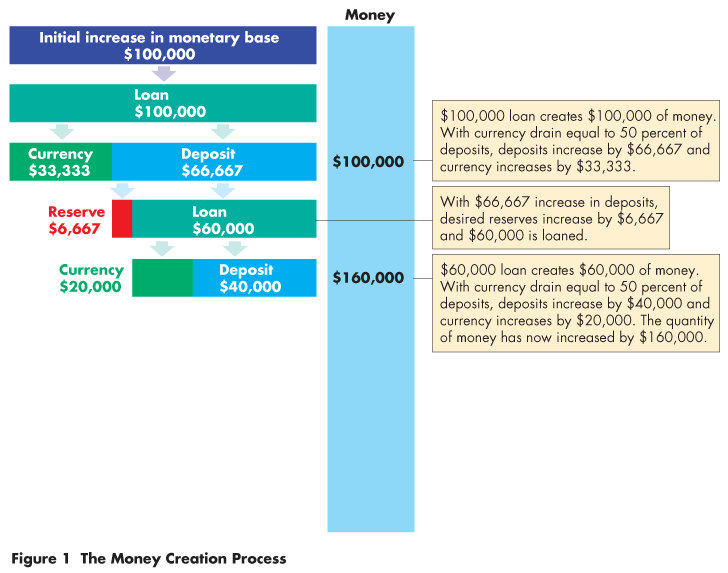 Money
Initial increase in monetary base
$100,000
Loan
$100,000
Currency
$33,333
Deposit
$66,667
$100,000
$100,000 loan creates $100,000 of money.
With currency drain equal to 50 percent of
deposits, deposits increase by $66,667 and
currency increases by $33,333.
Reserve
$6,667
Loan
$60,000
With $66,667 increase in deposits,
desired reserves increase by $6,667
and $60,000 is loaned.
Currency
$20,000
Deposit
$40,000
$160,000
$60,000 loan creates $60,000 of money.
With currency drain equal to 50 percent of
deposits, deposits increase by $40,000 and
currency increases by $20,000. The quantity
of money has now increased by $160,000.
Figure 1 The Money Creation Process